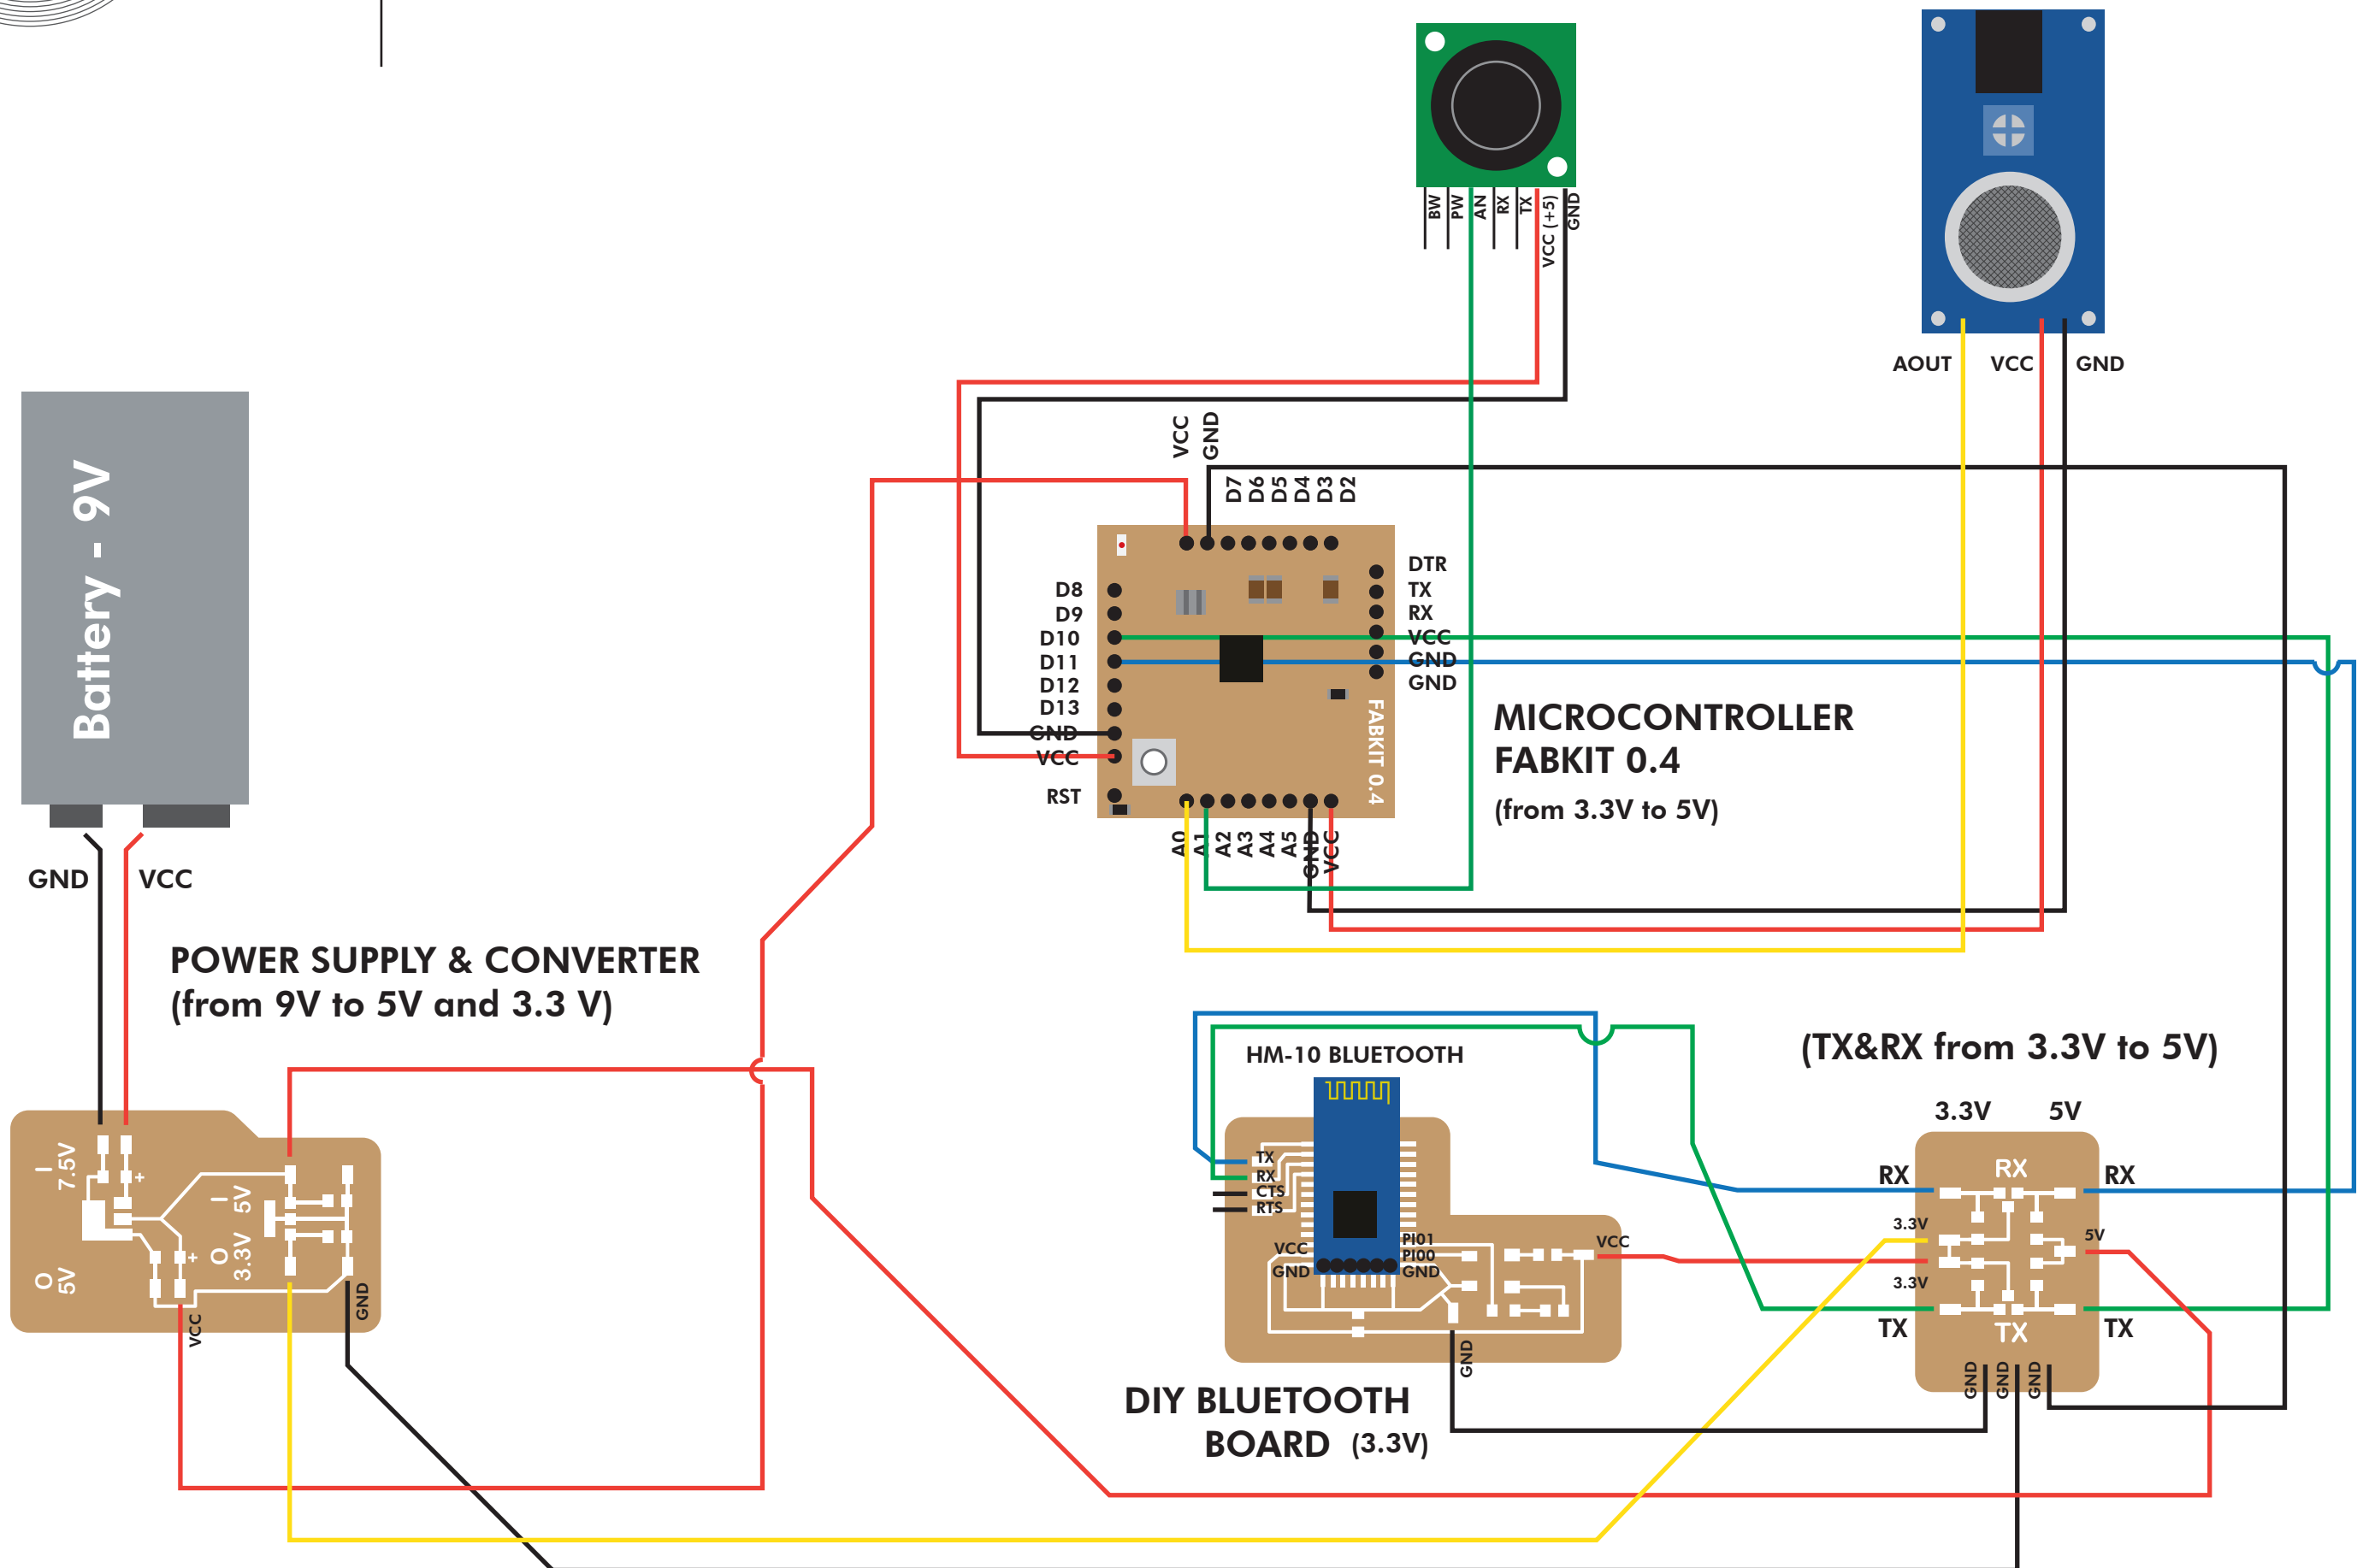 BW
PW
AN
RX
TX
VCC (+5)
GND
AOUT
VCC
GND
Battery - 9V
GND
VCC
VCC
GND
D7
D6
D5
D4
D3
D2
D8
D9
D10
D11
D12
D13
GND
VCC
RST
DTR
TX
RX
VCC
GND
GND
FABKIT 0.4
A0
A1
A2
A3
A4
A5
GND
VCC
MICROCONTROLLER
FABKIT 0.4
(from 3.3V to 5V)
POWER SUPPLY & CONVERTER
(from 9V to 5V and 3.3 V)
I
7.5V
+
I
5V
O
3.3V
+
O
5V
VCC
GND
HM-10 BLUETOOTH
TX
RX
CTS
RTS
VCC
GND
PI01
PI00
GND
VCC
GND
DIY BLUETOOTH
BOARD (3.3V)
(TX&RX from 3.3V to 5V)
3.3V 5V
RX RX RX
3.3V
5V
3.3V
TX TX TX
GND
GND
GND